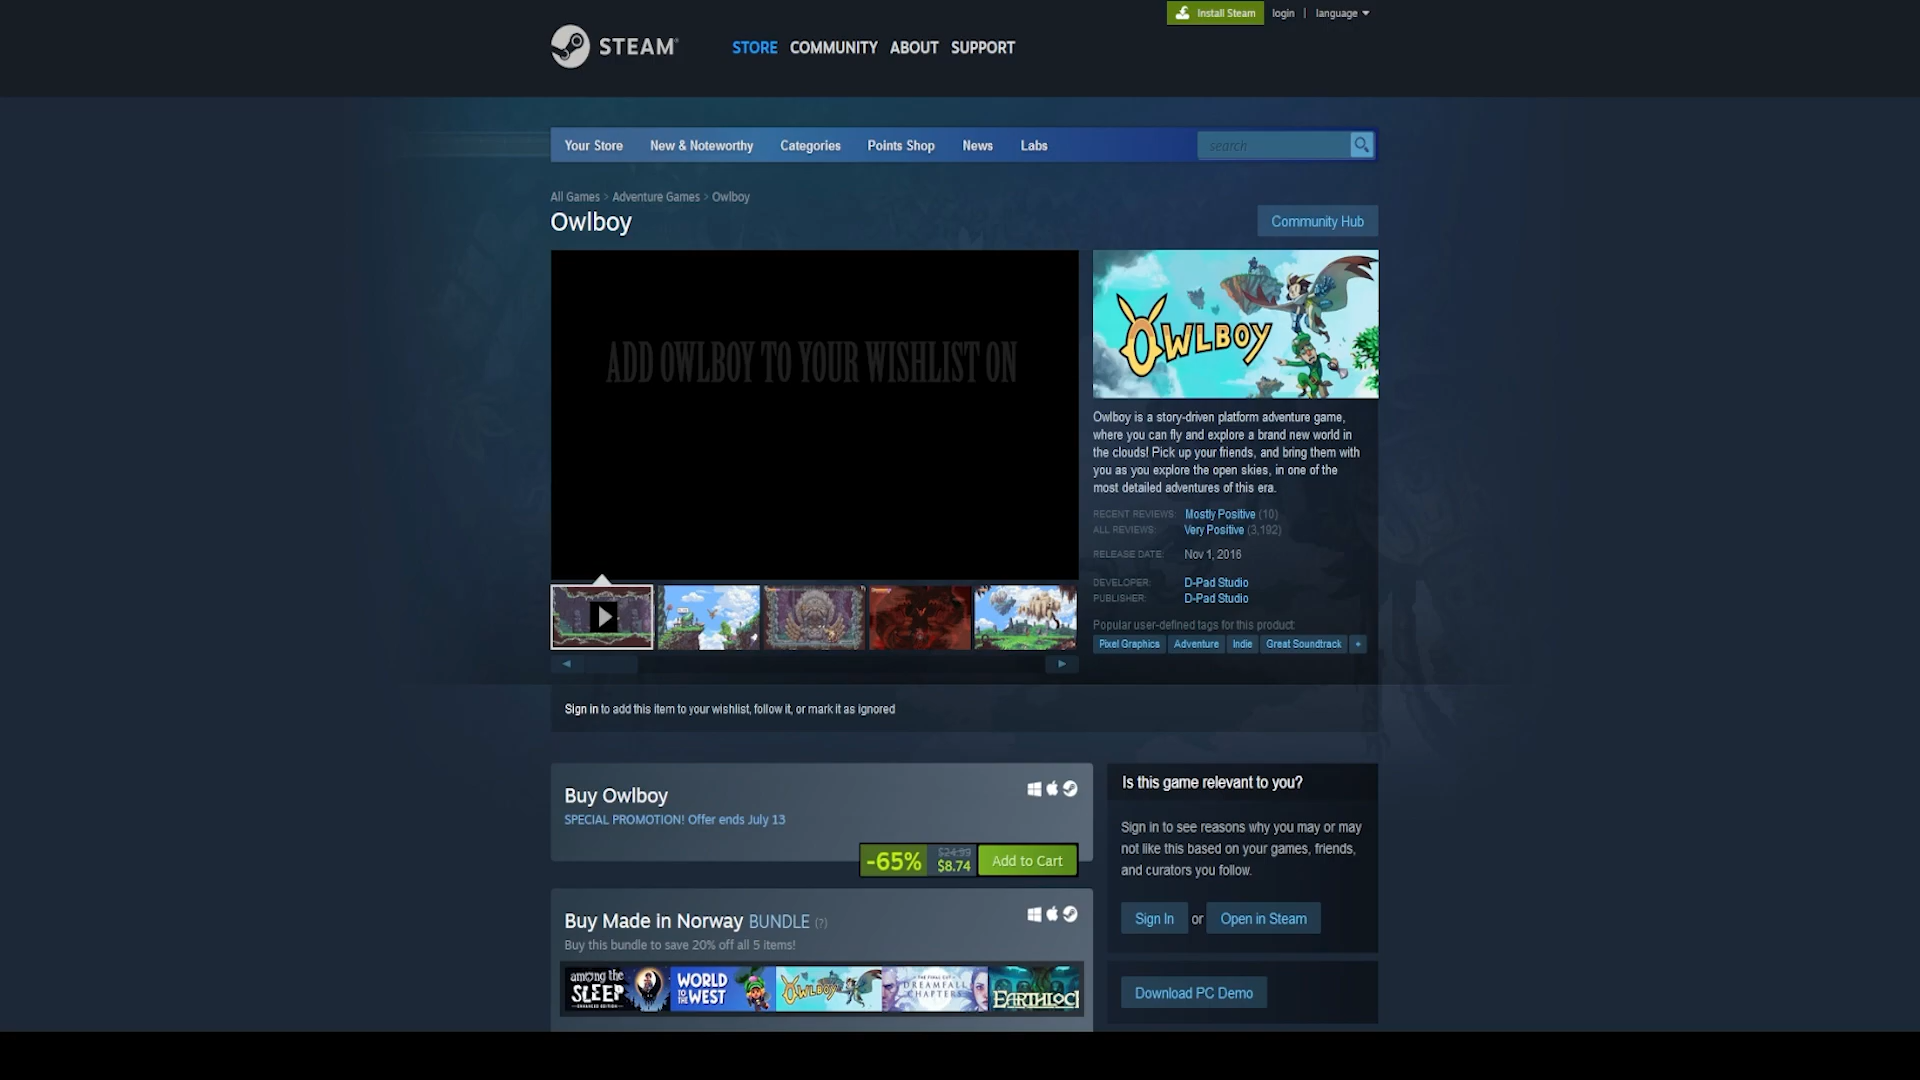 Install Steam login | language
STEAM
STORE COMMUNITY ABOUT SUPPORT
Your Store New & Noteworthy Categories Points Shop News Labs search
All Games > Adventure Games > Owlboy
Owlboy
Community Hub
ADD OWLBOY TO YOUR WISHLIST ON
OWLBOY
Owlboy is a story-driven platform adventure game,
where you can fly and explore a brand new world in
the clouds! Pick up your friends, and bring them with
you as you explore the open skies, in one of the
most detailed adventures of this era.
RECENT REVIEWS: Mostly Positive (10)
ALL REVIEWS: Very Positive (3,192)
RELEASE DATE: Nov 1, 2016
DEVELOPER: D-Pad Studio
PUBLISHER: D-Pad Studio
Popular user-defined tags for this product:
Pixel Graphics Adventure Indie Great Soundtrack +
Sign in to add this item to your wishlist, follow it, or mark it as ignored
Buy Owlboy
SPECIAL PROMOTION! Offer ends July 13
-65% $24.99 $8.74 Add to Cart
Is this game relevant to you?
Sign in to see reasons why you may or may
not like this based on your games, friends,
and curators you follow.
Sign In or Open in Steam
Buy Made in Norway BUNDLE (?)
Buy this bundle to save 20% off all 5 items!
among the SLEEP ENHANCED EDITION
WORLD TO THE WEST
OWLBOY
THE FINAL CUT DREAMFALL CHAPTERS
EARTHLOCK
Download PC Demo